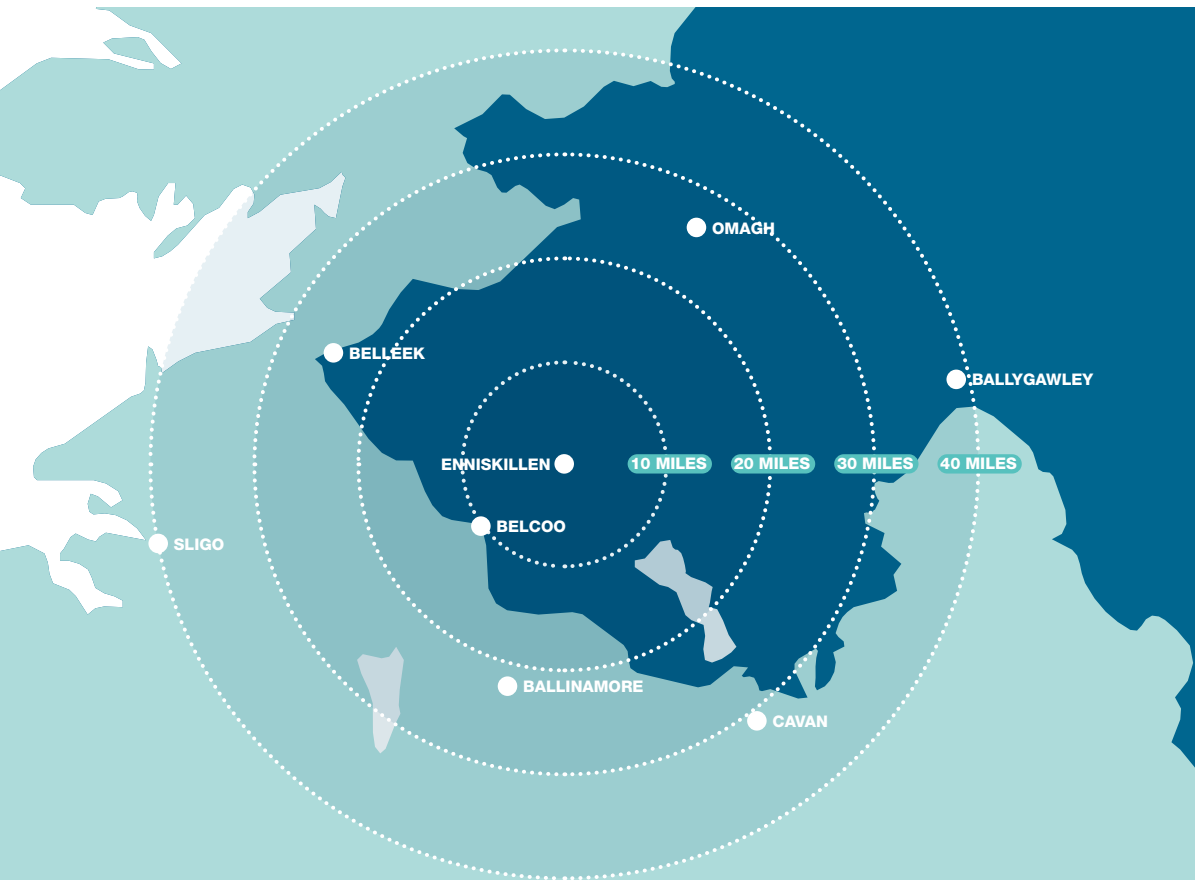 OMAGH
BELLEEK
BALLYGAWLEY
ENNISKILLEN
10 MILES
20 MILES
30 MILES
40 MILES
BELCOO
SLIGO
BALLINAMORE
CAVAN